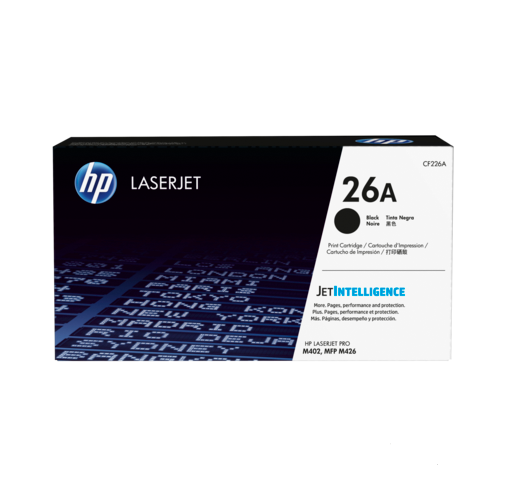 CF226A
hp LASERJET
26A
Black Tinta Negra
Noire 黑色
Print Cartridge / Cartouche d'Impression /
Cartucho de Impresión / 打印硒鼓
JETINTELLIGENCE
More. Pages, performance and protection.
Plus. Pages, performance et protection.
Más. Páginas, desempeño y protección.
HP LASERJET PRO
M402, MFP M426